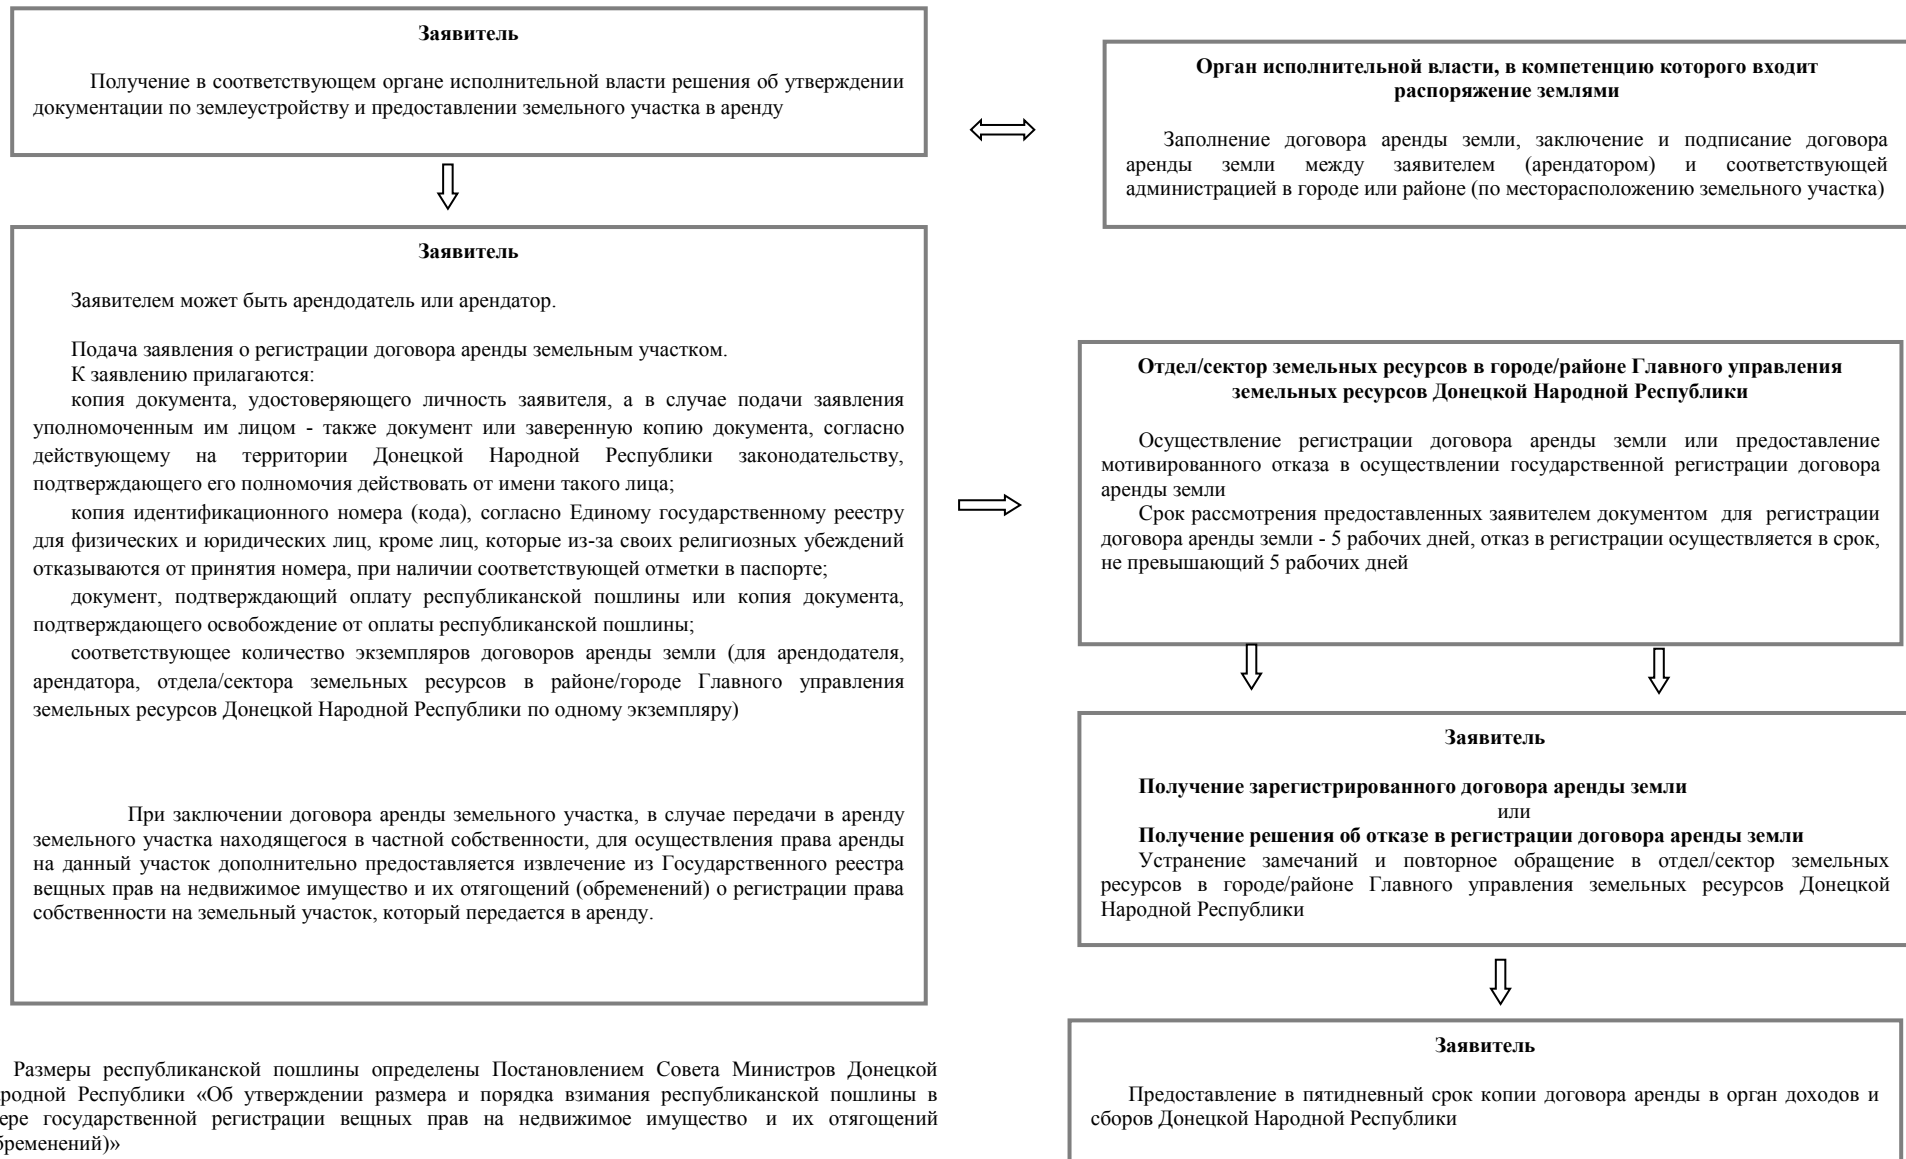 Заявитель
Получение в соответствующем органе исполнительной власти решения об утверждении
документации по землеустройству и предоставлении земельного участка в аренду
Орган исполнительной власти, в компетенцию которого входит
распоряжение землями
Заполнение договора аренды земли, заключение и подписание договора
аренды земли между заявителем (арендатором) и соответствующей
администрацией в городе или районе (по месторасположению земельного участка)
Заявитель
Заявителем может быть арендодатель или арендатор.
Подача заявления о регистрации договора аренды земельным участком.
К заявлению прилагаются:
копия документа, удостоверяющего личность заявителя, а в случае подачи заявления
уполномоченным им лицом - также документ или заверенную копию документа, согласно
действующему на территории Донецкой Народной Республики законодательству,
подтверждающего его полномочия действовать от имени такого лица;
копия идентификационного номера (кода), согласно Единому государственному реестру
для физических и юридических лиц, кроме лиц, которые из-за своих религиозных убеждений
отказываются от принятия номера, при наличии соответствующей отметки в паспорте;
документ, подтверждающий оплату республиканской пошлины или копия документа,
подтверждающего освобождение от оплаты республиканской пошлины;
соответствующее количество экземпляров договоров аренды земли (для арендодателя,
арендатора, отдела/сектора земельных ресурсов в районе/городе Главного управления
земельных ресурсов Донецкой Народной Республики по одному экземпляру)
При заключении договора аренды земельного участка, в случае передачи в аренду
земельного участка находящегося в частной собственности, для осуществления права аренды
на данный участок дополнительно предоставляется извлечение из Государственного реестра
вещных прав на недвижимое имущество и их отягощений (обременений) о регистрации права
собственности на земельный участок, который передается в аренду.
Отдел/сектор земельных ресурсов в городе/районе Главного управления
земельных ресурсов Донецкой Народной Республики
Осуществление регистрации договора аренды земли или предоставление
мотивированного отказа в осуществлении государственной регистрации договора
аренды земли
Срок рассмотрения предоставленных заявителем документом для регистрации
договора аренды земли - 5 рабочих дней, отказ в регистрации осуществляется в срок,
не превышающий 5 рабочих дней
Заявитель
Получение зарегистрированного договора аренды земли
или
Получение решения об отказе в регистрации договора аренды земли
Устранение замечаний и повторное обращение в отдел/сектор земельных
ресурсов в городе/районе Главного управления земельных ресурсов Донецкой
Народной Республики
Заявитель
Предоставление в пятидневный срок копии договора аренды в орган доходов и
сборов Донецкой Народной Республики
Размеры республиканской пошлины определены Постановлением Совета Министров Донецкой
родной Республики «Об утверждении размера и порядка взимания республиканской пошлины в
ере государственной регистрации вещных прав на недвижимое имущество и их отягощений
бременений)»